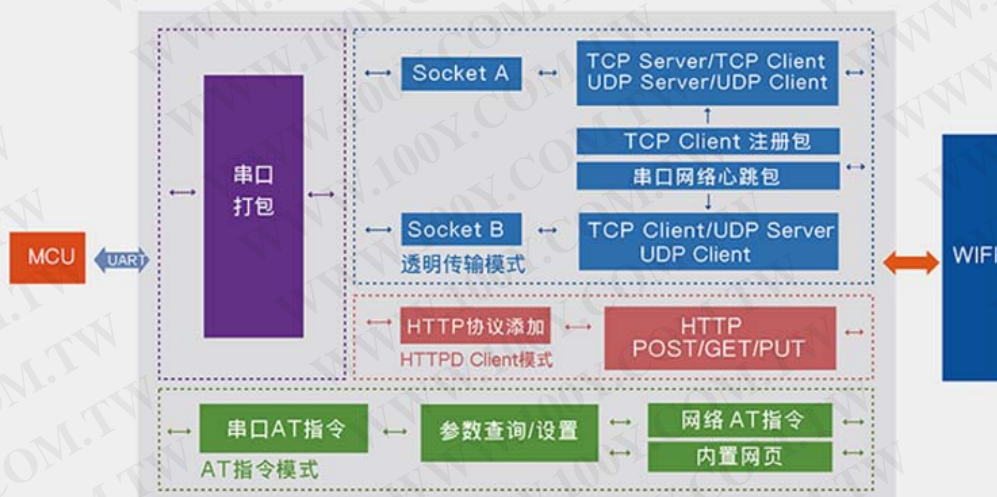 MCU
UART
串口
打包
Socket A
TCP Server/TCP Client
UDP Server/UDP Client
TCP Client 注册包
串口网络心跳包
Socket B
TCP Client/UDP Server
UDP Client
透明传输模式
HTTP协议添加
HTTP
POST/GET/PUT
HTTPD Client模式
串口AT指令
参数查询/设置
网络 AT指令
内置网页
AT指令模式
WIFI
WWW.100Y.COM.TW